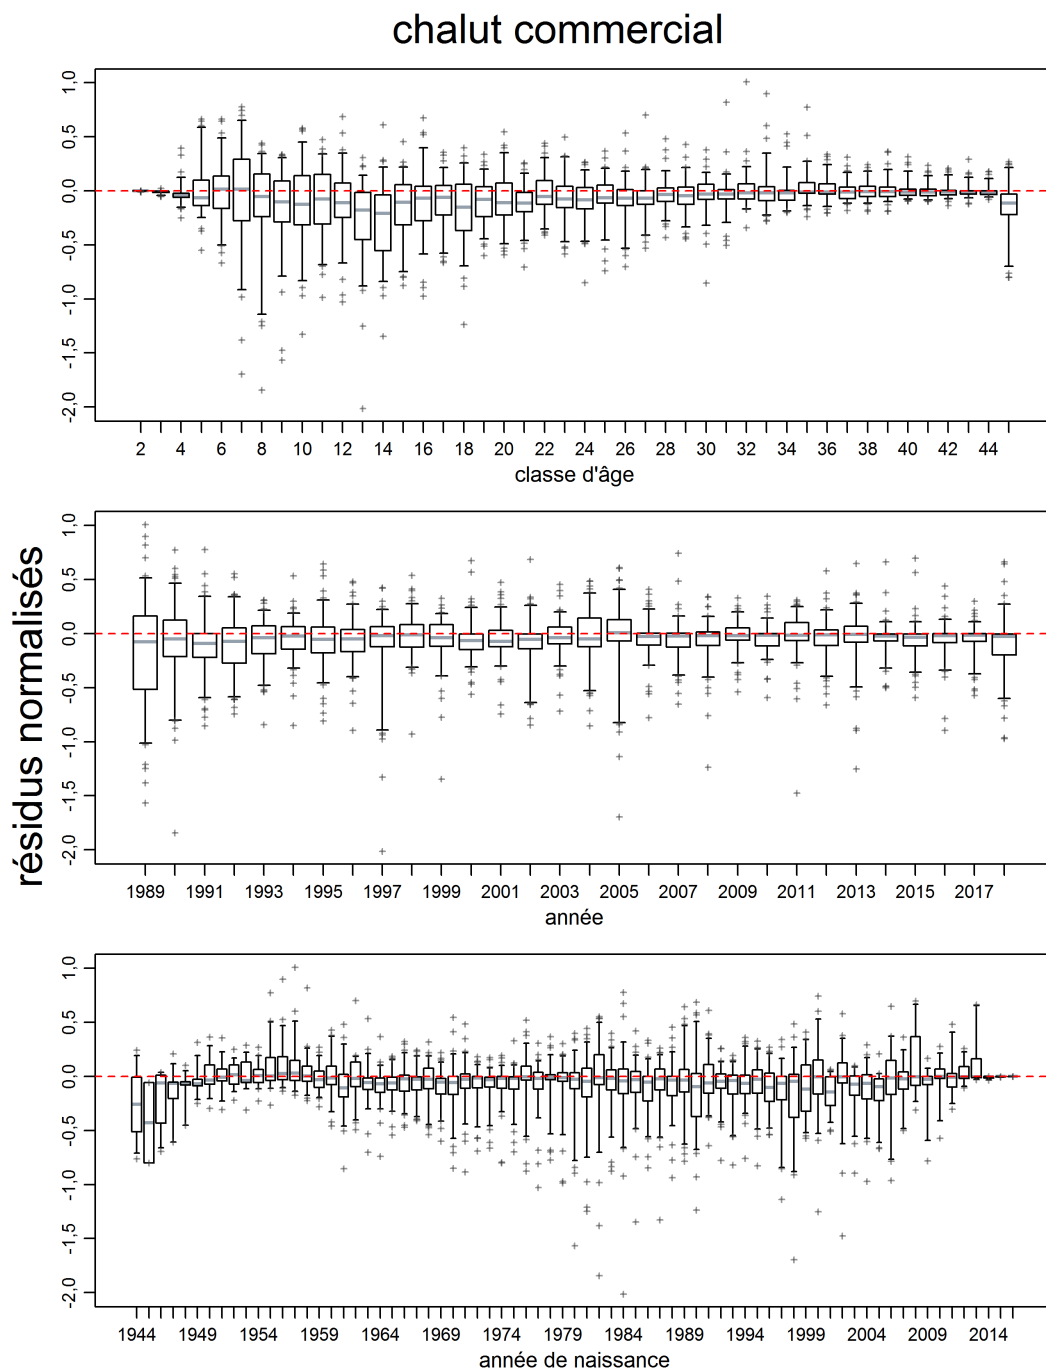 chalut commercial
résidus normalisés
1,0
0,5
0,0
-0,5
-1,0
-1,5
-2,0
2 4 6 8 10 12 14 16 18 20 22 24 26 28 30 32 34 36 38 40 42 44
classe d'âge
1,0
0,5
0,0
-0,5
-1,0
-1,5
-2,0
1989 1991 1993 1995 1997 1999 2001 2003 2005 2007 2009 2011 2013 2015 2017
année
1,0
0,5
0,0
-0,5
-1,0
-1,5
-2,0
1944 1949 1954 1959 1964 1969 1974 1979 1984 1989 1994 1999 2004 2009 2014
année de naissance